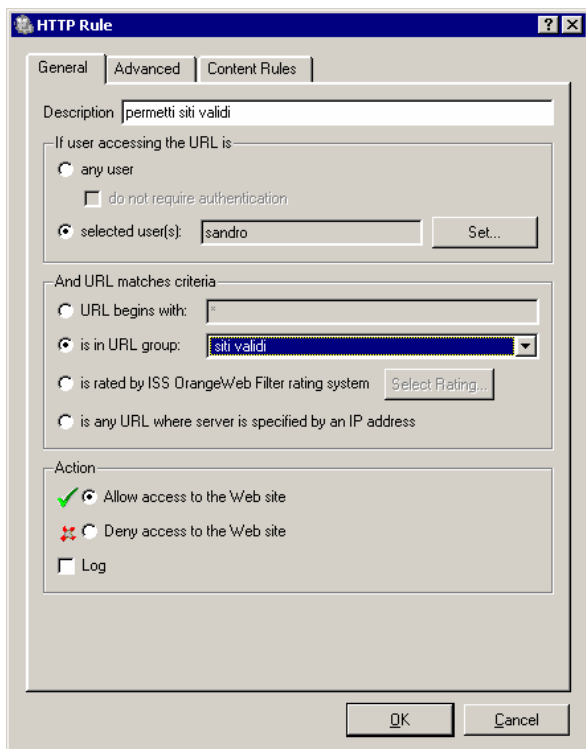 HTTP Rule
General Advanced Content Rules
Description permetti siti validi
If user accessing the URL is
any user
do not require authentication
selected user(s): sandro Set...
And URL matches criteria
URL begins with: *
is in URL group: siti validi
is rated by ISS OrangeWeb Filter rating system Select Rating...
is any URL where server is specified by an IP address
Action
Allow access to the Web site
Deny access to the Web site
Log
OK Cancel